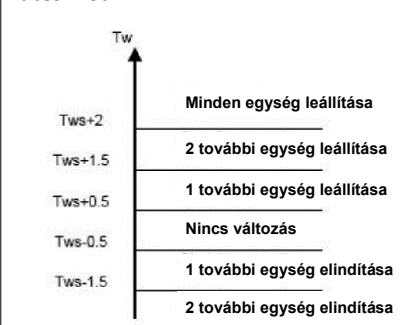 Tw
Minden egység leállítása
Tws+2
2 további egység leállítása
Tws+1.5
1 további egység leállítása
Tws+0.5
Nincs változás
Tws-0.5
1 további egység elindítása
Tws-1.5
2 további egység elindítása